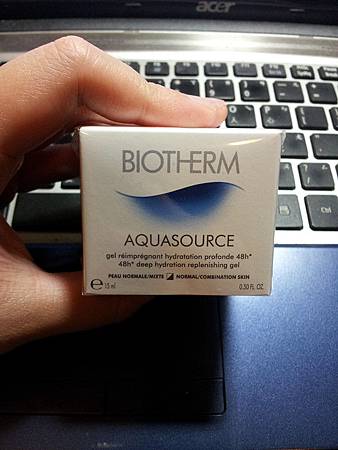 acer
BIOTHERM
AQUASOURCE
gel réimprégnant hydratation profonde 48h*
48h* deep hydration replenishing gel
PEAU NORMALE/MIXTE NORMAL/COMBINATION SKIN
e 15 ml 0.50 FL. OZ.